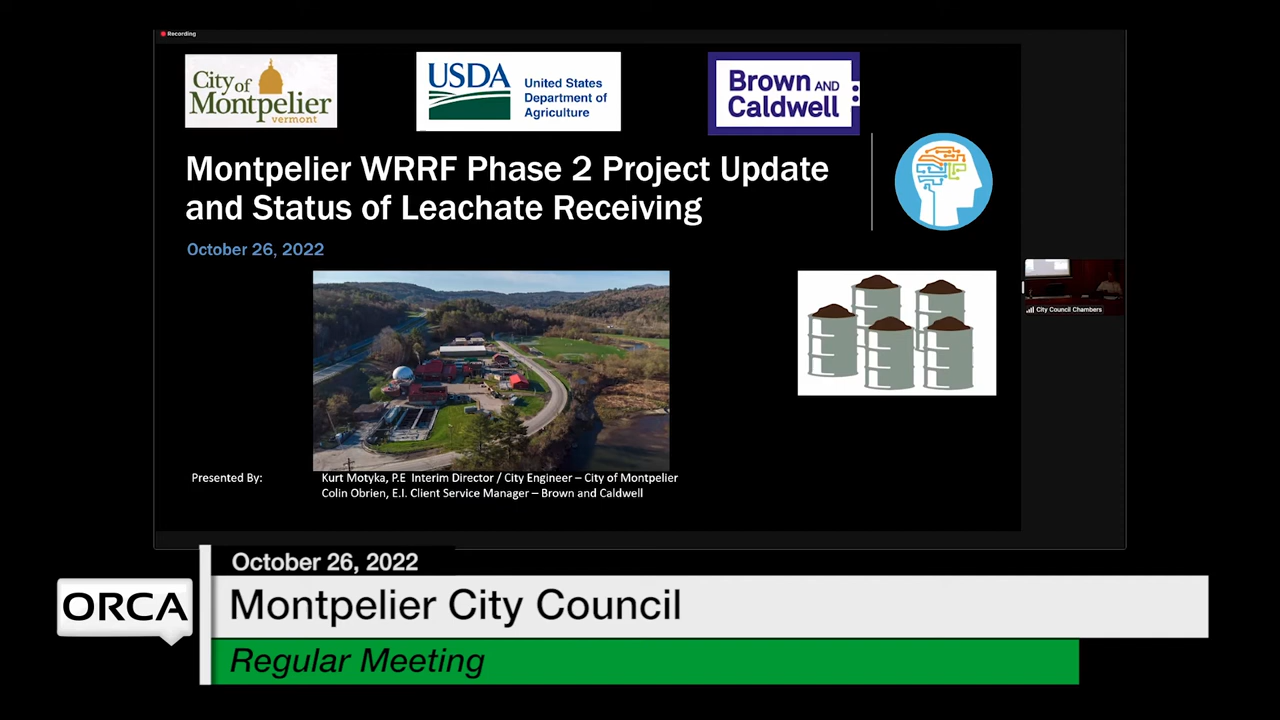 Recording
City of
Montpelier
vermont
USDA
United States
Department of
Agriculture
Brown AND
Caldwell
Montpelier WRRF Phase 2 Project Update
and Status of Leachate Receiving
October 26, 2022
City Council Chambers
Presented By:
Kurt Motyka, P.E Interim Director / City Engineer – City of Montpelier
Colin Obrien, E.I. Client Service Manager – Brown and Caldwell
October 26, 2022
ORCA
Montpelier City Council
Regular Meeting